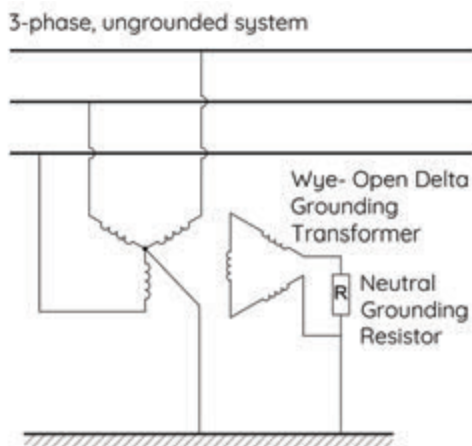 3-phase, ungrounded system
Wye- Open Delta
Grounding
Transformer
R
Neutral
Grounding
Resistor